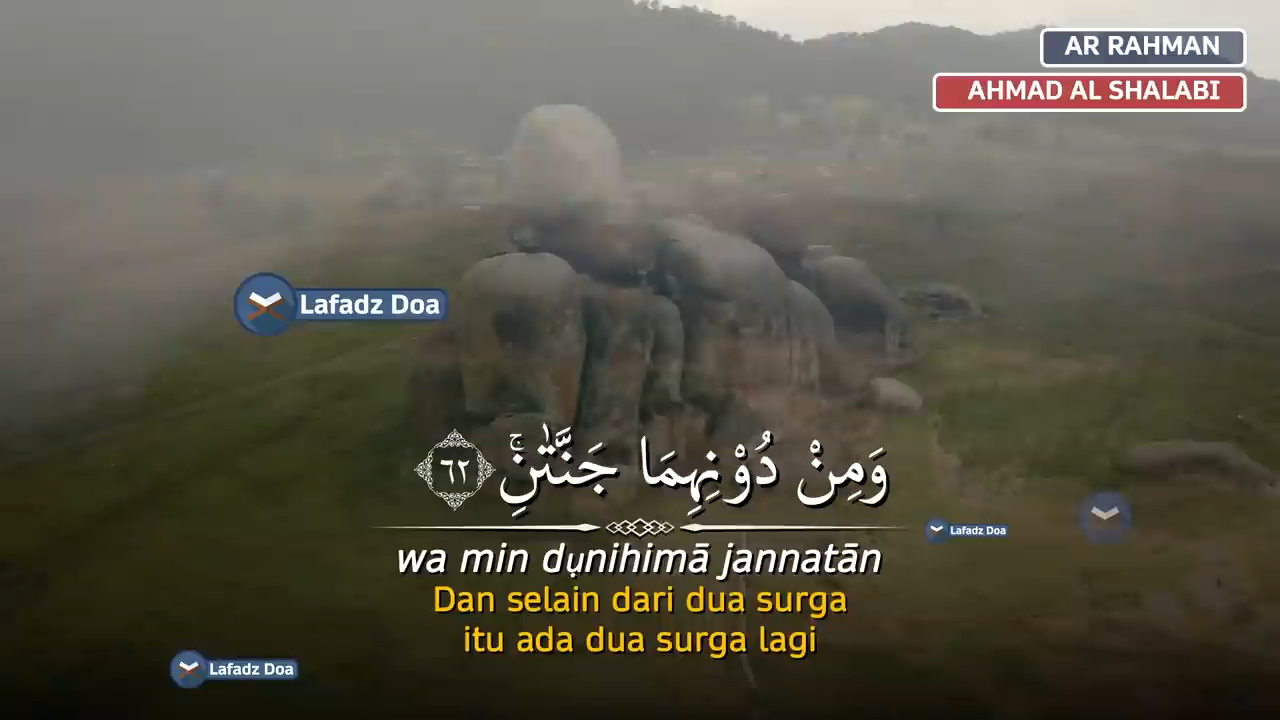 AR RAHMAN
AHMAD AL SHALABI
Lafadz Doa
وَمِنْ دُوْنِهِمَا جَنَّتٰنِۚ ٦٢
Lafadz Doa
wa min dụnihimā jannatān
Dan selain dari dua surga
itu ada dua surga lagi
Lafadz Doa